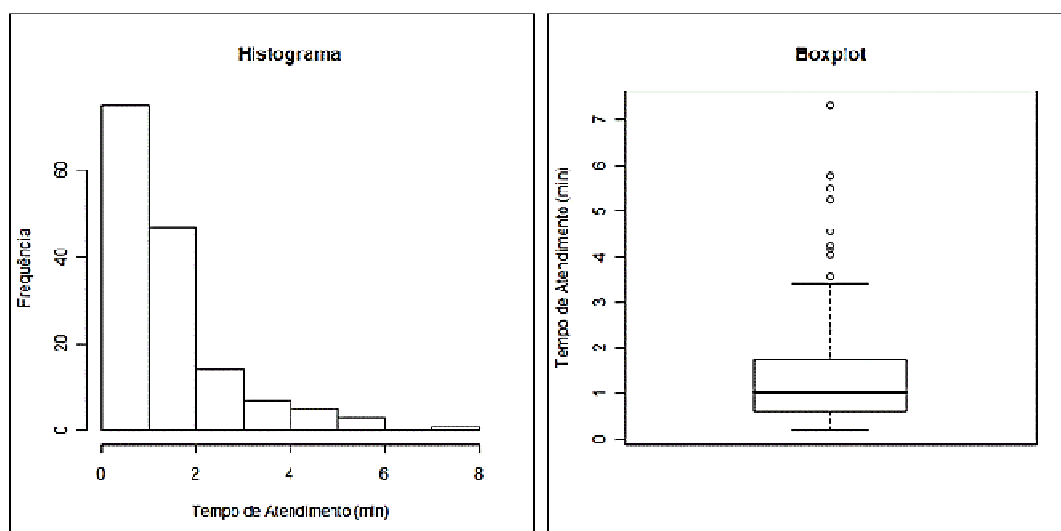 Histograma
Frequência
60
40
20
0
0 2 4 6 8
Tempo de Atendimento (min)
Boxplot
Tempo de Atendimento (min)
7
6
5
4
3
2
1
0